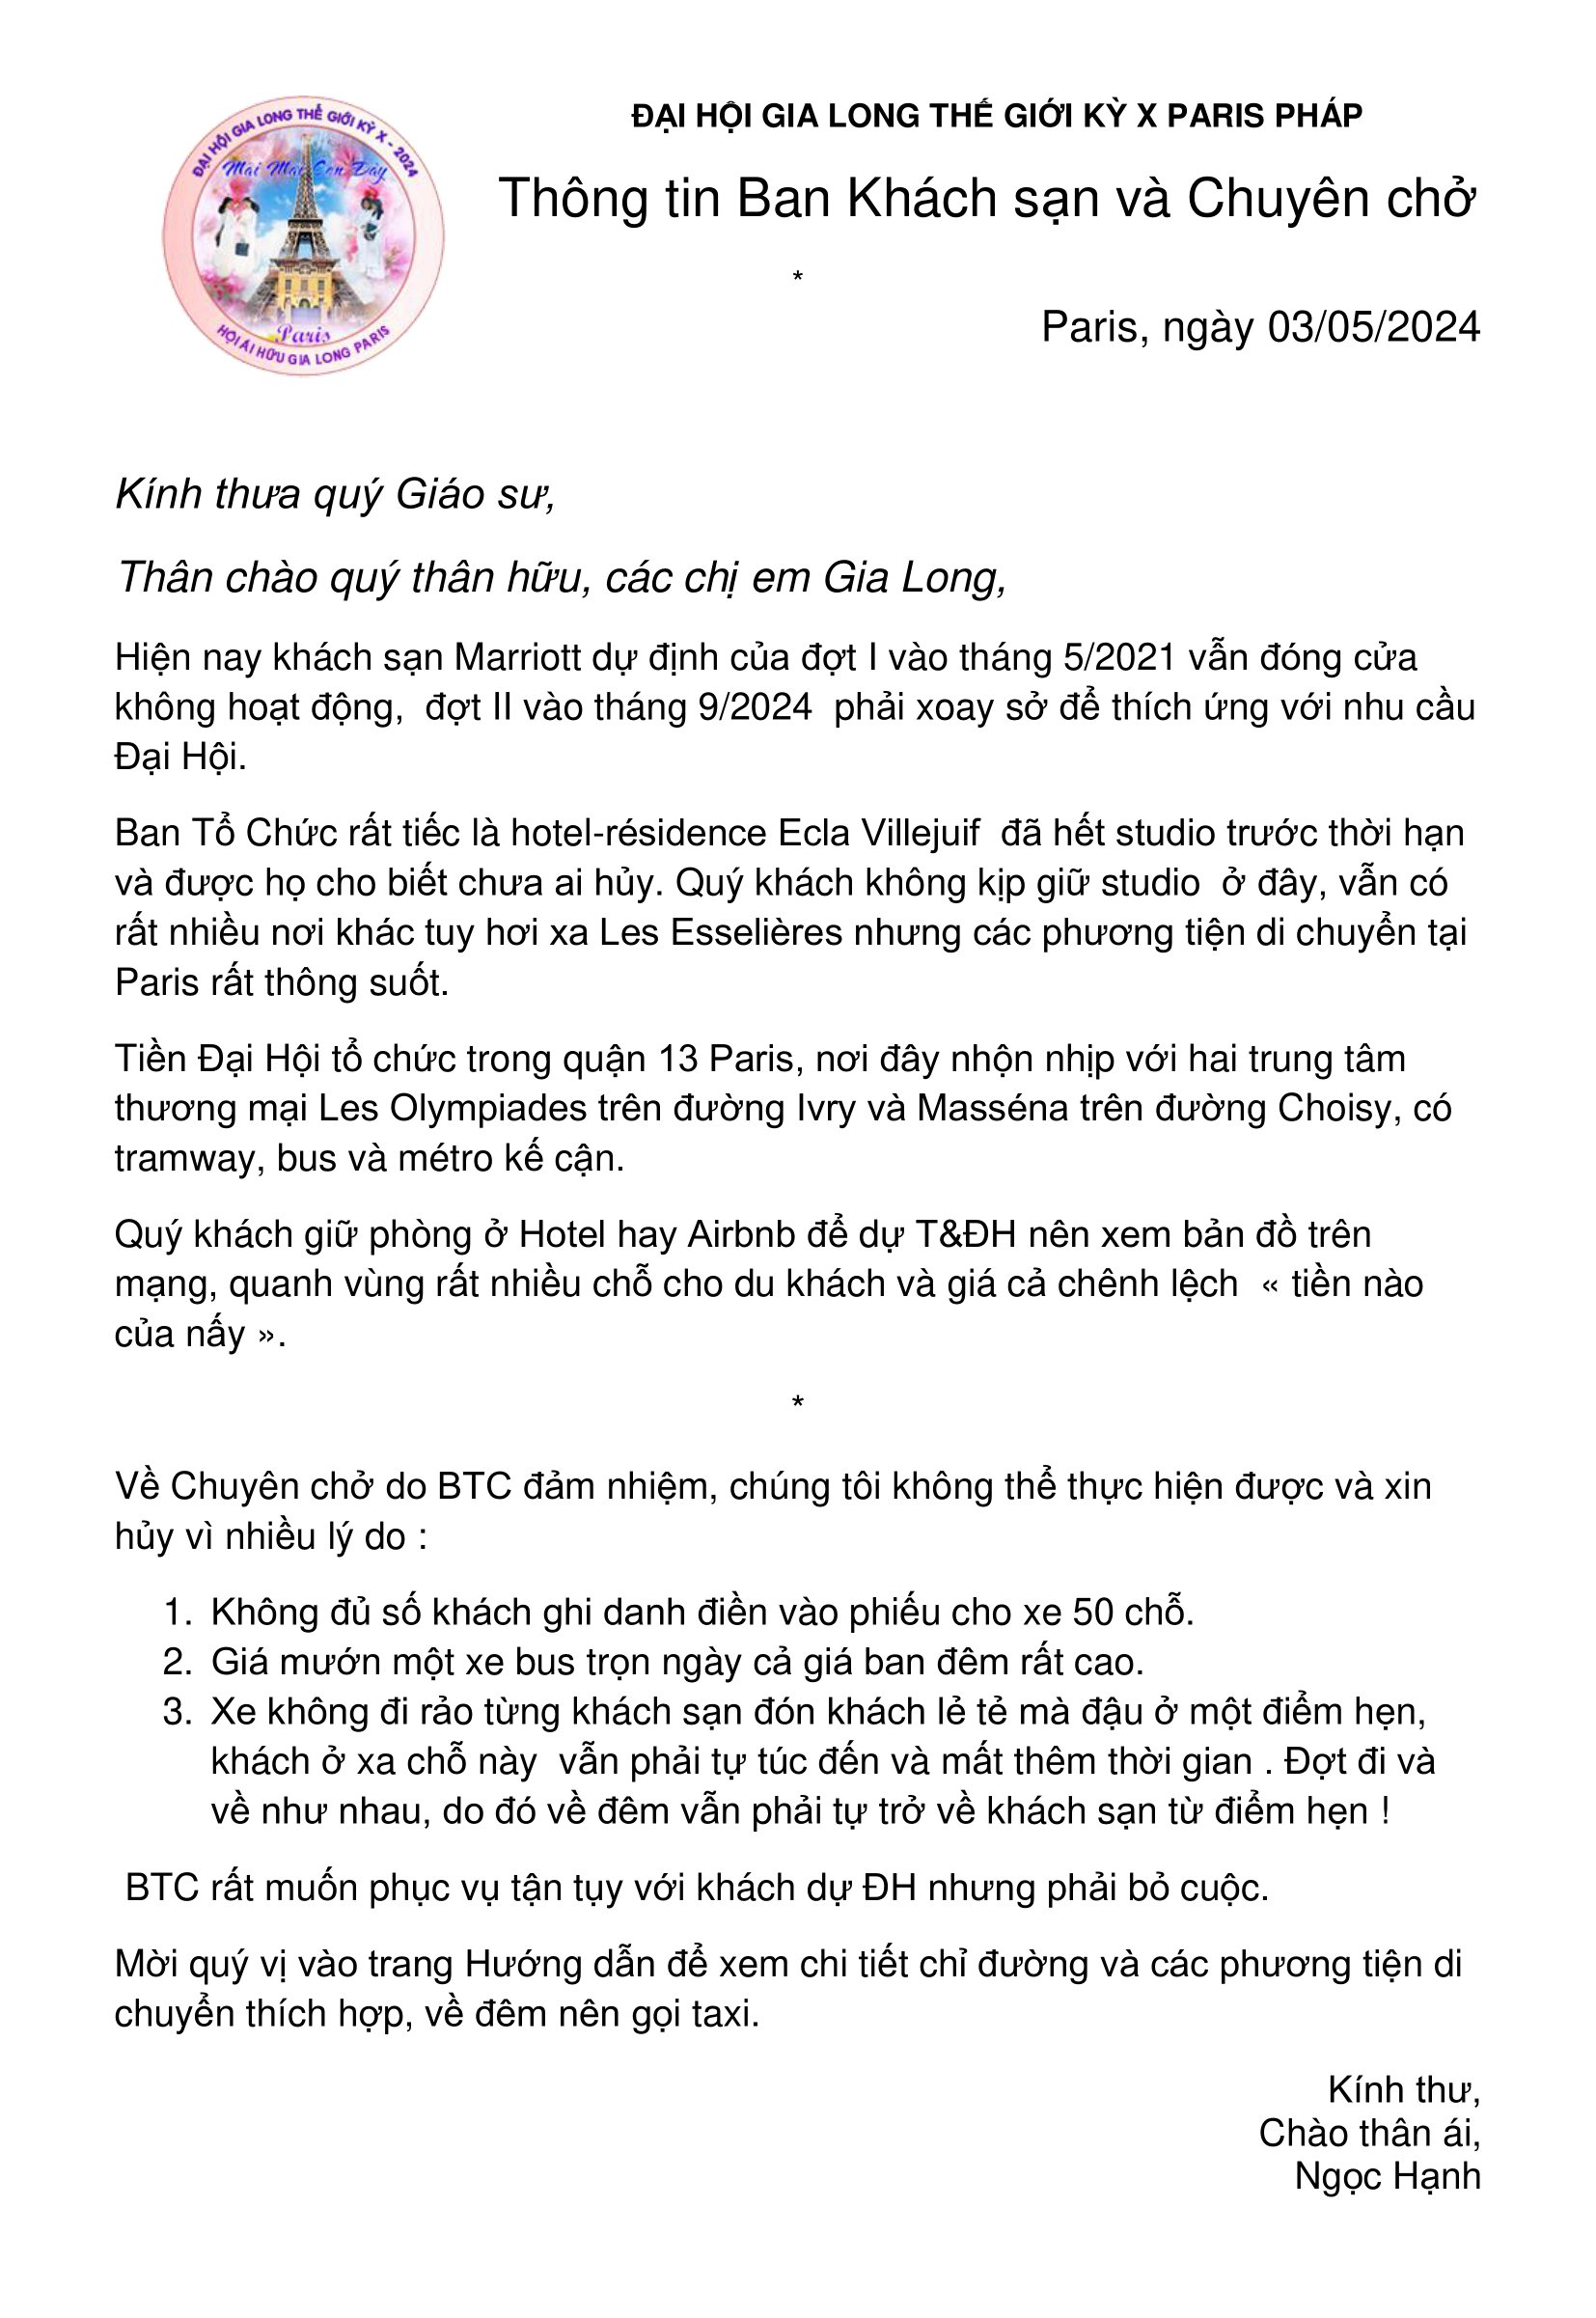 ĐẠI HỘI GIA LONG THẾ GIỚI KỲ X - 2024
Mãi Mãi Còn Đây
Paris
HỘI ÁI HỮU GIA LONG PARIS
ĐẠI HỘI GIA LONG THẾ GIỚI KỲ X PARIS PHÁP
Thông tin Ban Khách sạn và Chuyên chở
*
Paris, ngày 03/05/2024
Kính thưa quý Giáo sư,
Thân chào quý thân hữu, các chị em Gia Long,
Hiện nay khách sạn Marriott dự định của đợt I vào tháng 5/2021 vẫn đóng cửa
không hoạt động,  đợt II vào tháng 9/2024  phải xoay sở để thích ứng với nhu cầu
Đại Hội.
Ban Tổ Chức rất tiếc là hotel-résidence Ecla Villejuif  đã hết studio trước thời hạn
và được họ cho biết chưa ai hủy. Quý khách không kịp giữ studio  ở đây, vẫn có
rất nhiều nơi khác tuy hơi xa Les Esselières nhưng các phương tiện di chuyển tại
Paris rất thông suốt.
Tiền Đại Hội tổ chức trong quận 13 Paris, nơi đây nhộn nhịp với hai trung tâm
thương mại Les Olympiades trên đường Ivry và Masséna trên đường Choisy, có
tramway, bus và métro kế cận.
Quý khách giữ phòng ở Hotel hay Airbnb để dự T&ĐH nên xem bản đồ trên
mạng, quanh vùng rất nhiều chỗ cho du khách và giá cả chênh lệch  « tiền nào
của nấy ».
*
Về Chuyên chở do BTC đảm nhiệm, chúng tôi không thể thực hiện được và xin
hủy vì nhiều lý do :
1. Không đủ số khách ghi danh điền vào phiếu cho xe 50 chỗ.
2. Giá mướn một xe bus trọn ngày cả giá ban đêm rất cao.
3. Xe không đi rảo từng khách sạn đón khách lẻ tẻ mà đậu ở một điểm hẹn,
khách ở xa chỗ này  vẫn phải tự túc đến và mất thêm thời gian . Đợt đi và
về như nhau, do đó về đêm vẫn phải tự trở về khách sạn từ điểm hẹn !
BTC rất muốn phục vụ tận tụy với khách dự ĐH nhưng phải bỏ cuộc.
Mời quý vị vào trang Hướng dẫn để xem chi tiết chỉ đường và các phương tiện di
chuyển thích hợp, về đêm nên gọi taxi.
Kính thư,
Chào thân ái,
Ngọc Hạnh